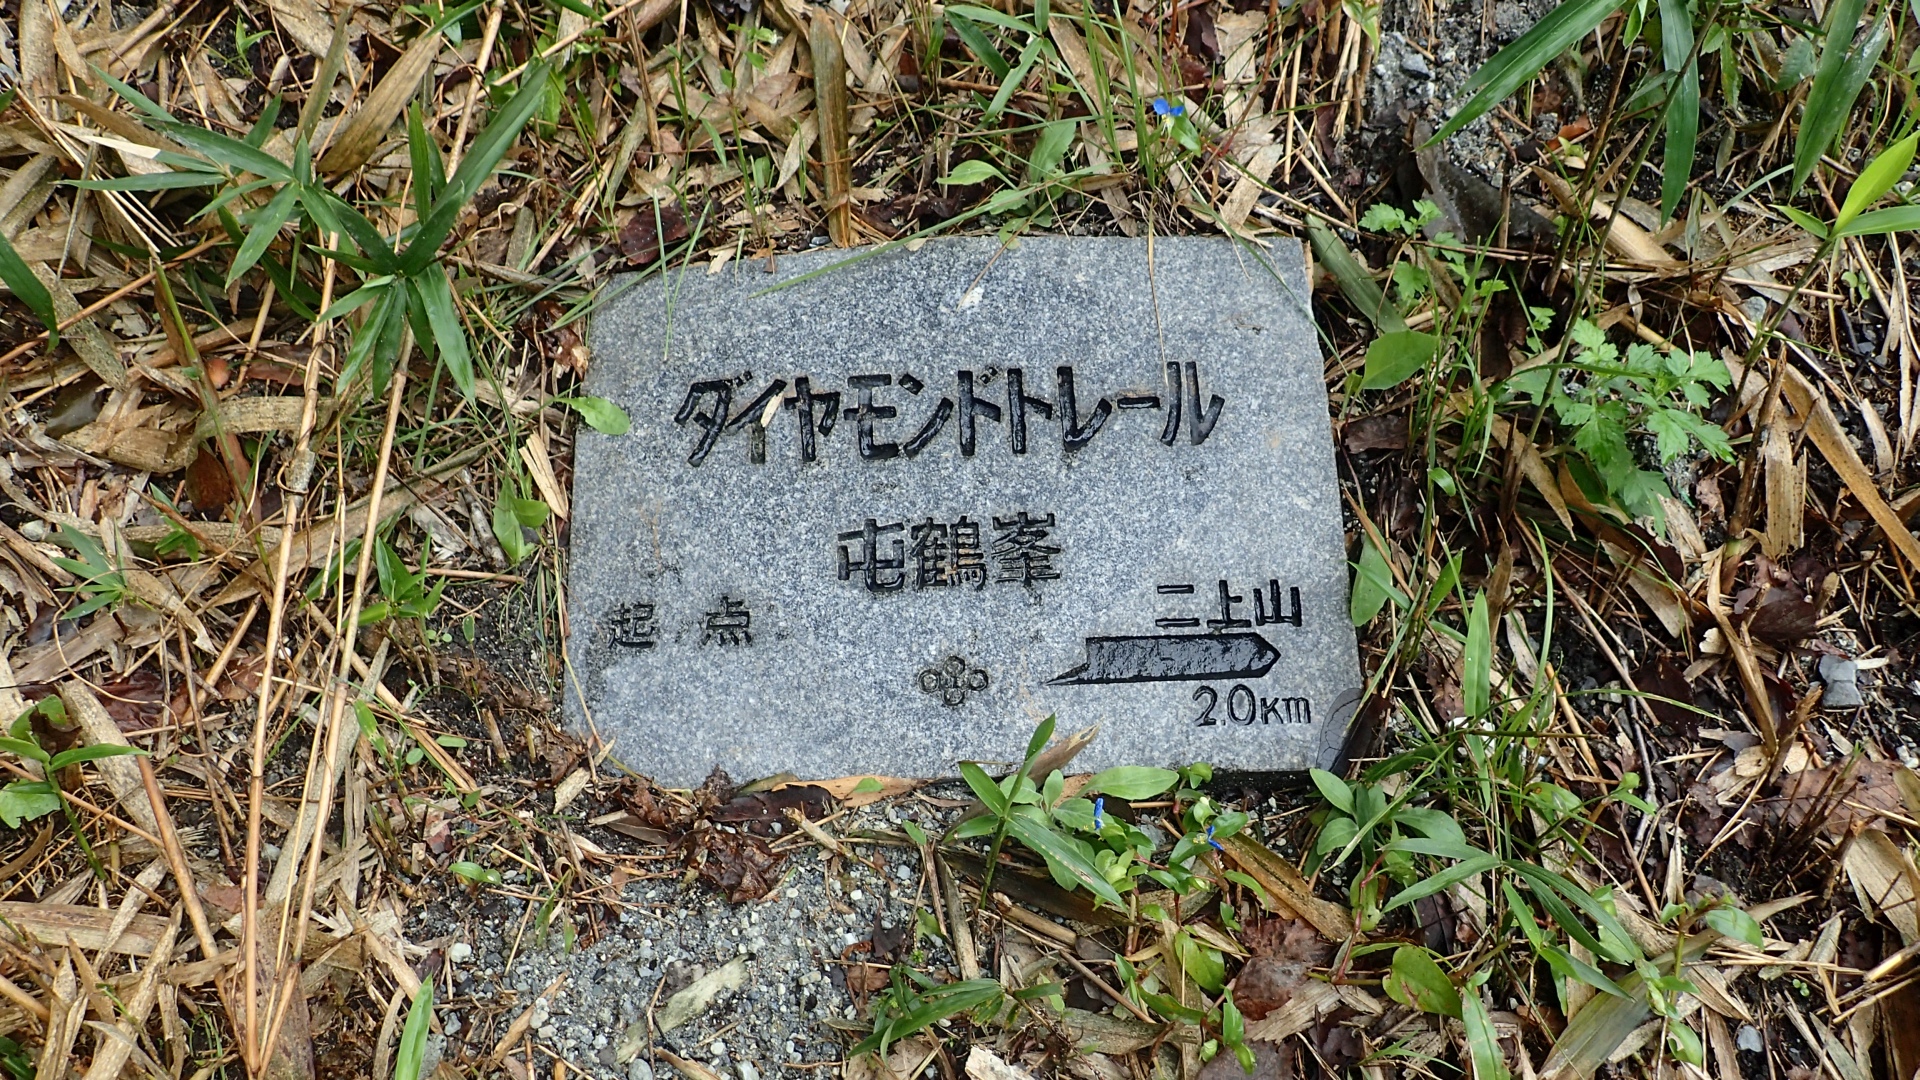 ダイヤモンドトレール
屯鶴峯
起点
二上山
2.0Km